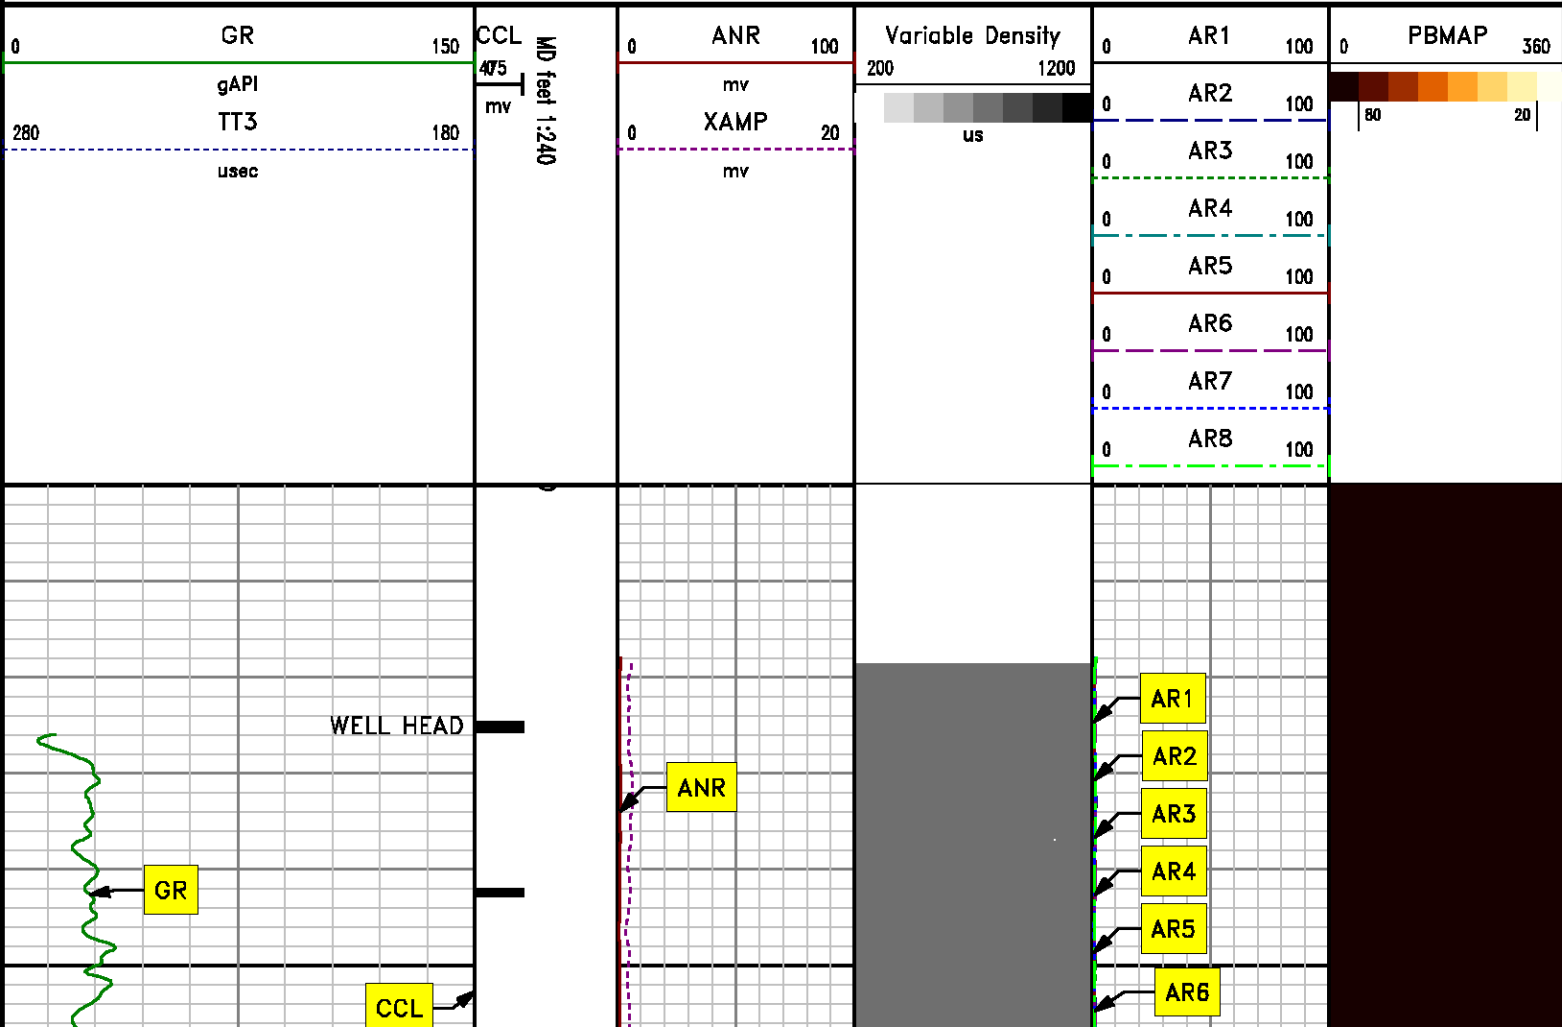 GR
0 150
gAPI
TT3
280 180
usec
CCL
mv
MD feet 1:240
ANR
0 100
mv
XAMP
0 20
mv
Variable Density
200 1200
us
AR1
0 100
AR2
0 100
AR3
0 100
AR4
0 100
AR5
0 100
AR6
0 100
AR7
0 100
AR8
0 100
PBMAP
0 360
80 20
WELL HEAD
GR
CCL
ANR
AR1
AR2
AR3
AR4
AR5
AR6